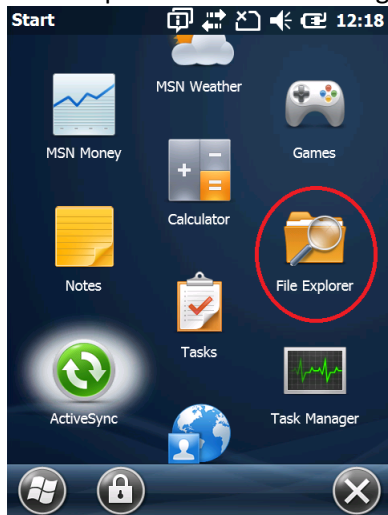 Start 12:18
MSN Weather
MSN Money
Games
Calculator
Notes
File Explorer
Tasks
ActiveSync
Task Manager